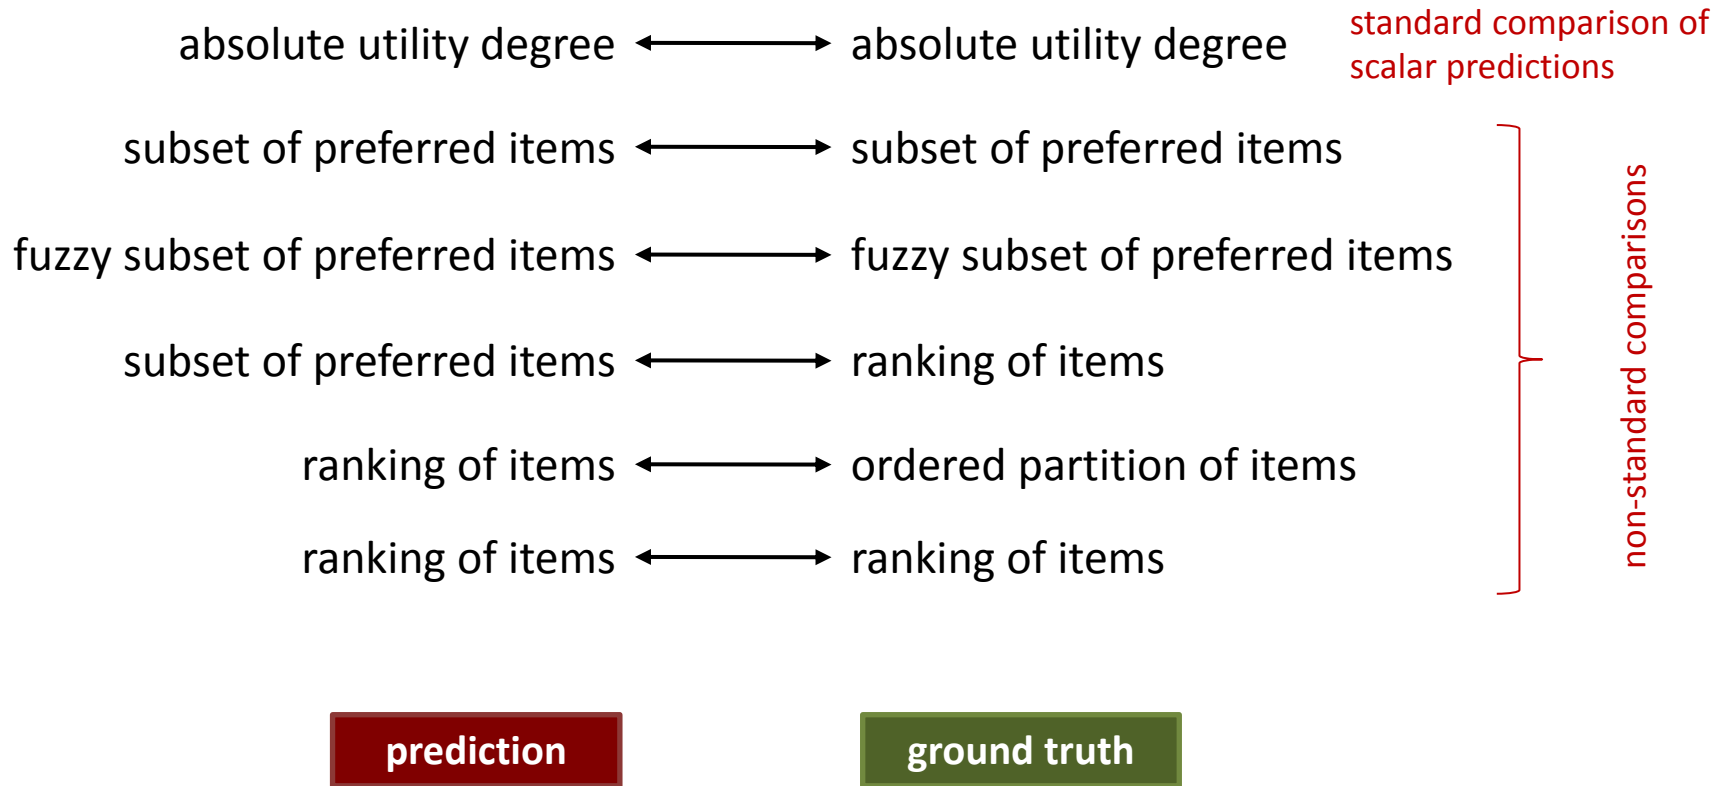 absolute utility degree absolute utility degree
standard comparison of
scalar predictions
subset of preferred items subset of preferred items
fuzzy subset of preferred items fuzzy subset of preferred items
subset of preferred items ranking of items
ranking of items ordered partition of items
ranking of items ranking of items
non-standard comparisons
prediction ground truth